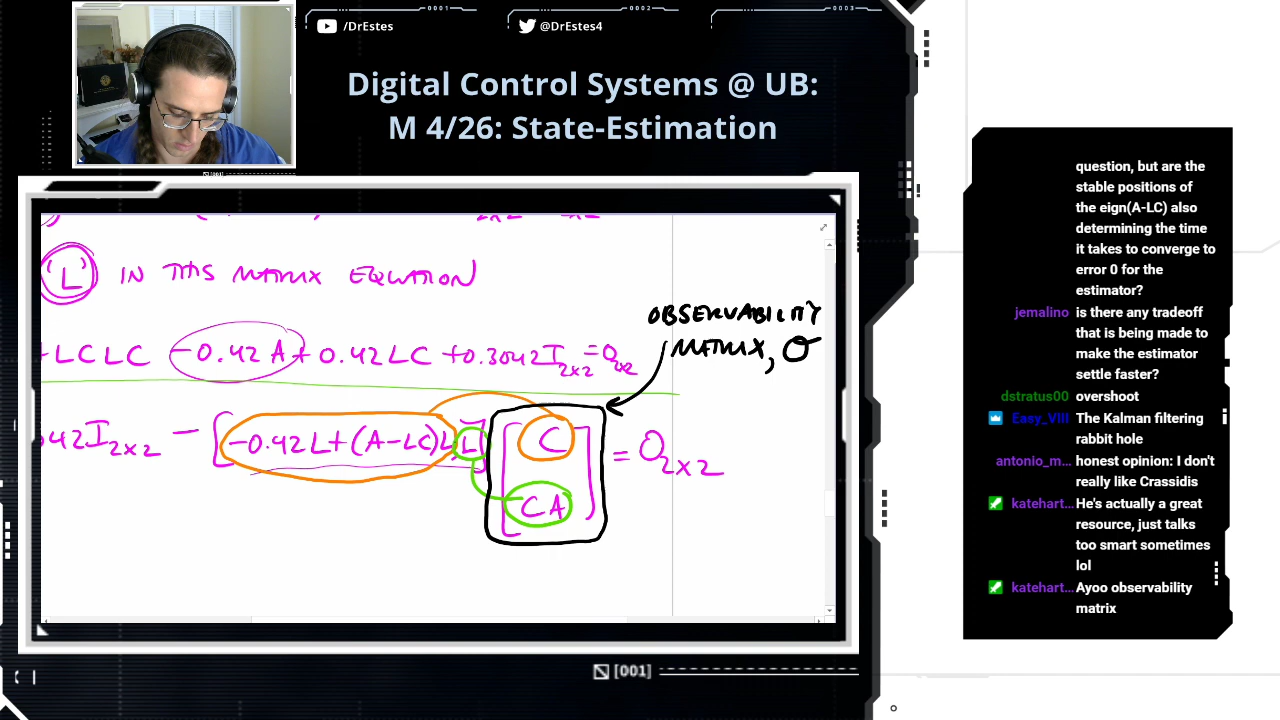 0001
0002
0003
/DrEstes
@DrEstes4
Digital Control Systems @ UB:
M 4/26: State-Estimation
[001]
"L" IN THIS MATRIX EQUATION
OBSERVABILITY
MATRIX, O
-LCLC -0.42A + 0.42LC + 0.3042I₂ₓ₂ = 0₂ₓ₂
042I₂ₓ₂ - [-0.42L+(A-LC)L, L] [C
CA] = 0₂ₓ₂
question, but are the
stable positions of
the eign(A-LC) also
determining the time
it takes to converge to
error 0 for the
estimator?
jemalino is there any tradeoff
that is being made to
make the estimator
settle faster?
dstratus00 overshoot
Easy_VIII The Kalman filtering
rabbit hole
antonio_m... honest opinion: I don't
really like Crassidis
katehart... He's actually a great
resource, just talks
too smart sometimes
lol
katehart... Ayoo observability
matrix
[001]